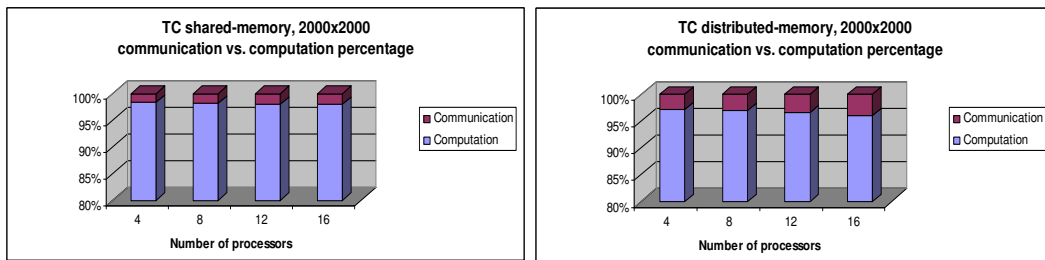 TC shared-memory, 2000x2000
communication vs. computation percentage
100%
95%
90%
85%
80%
4 8 12 16
Number of processors
Communication
Computation
TC distributed-memory, 2000x2000
communication vs. computation percentage
100%
95%
90%
85%
80%
4 8 12 16
Number of processors
Communication
Computation